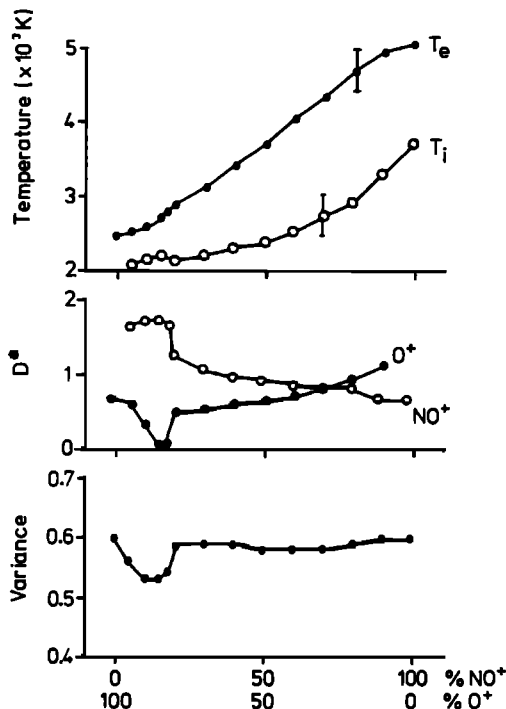 Temperature (x10³K)
5
4
3
2
Te
Ti
D*
2
1
0
O⁺
NO⁺
Variance
0.7
0.6
0.5
0.4
0 50 100 % NO⁺
100 50 0 % O⁺